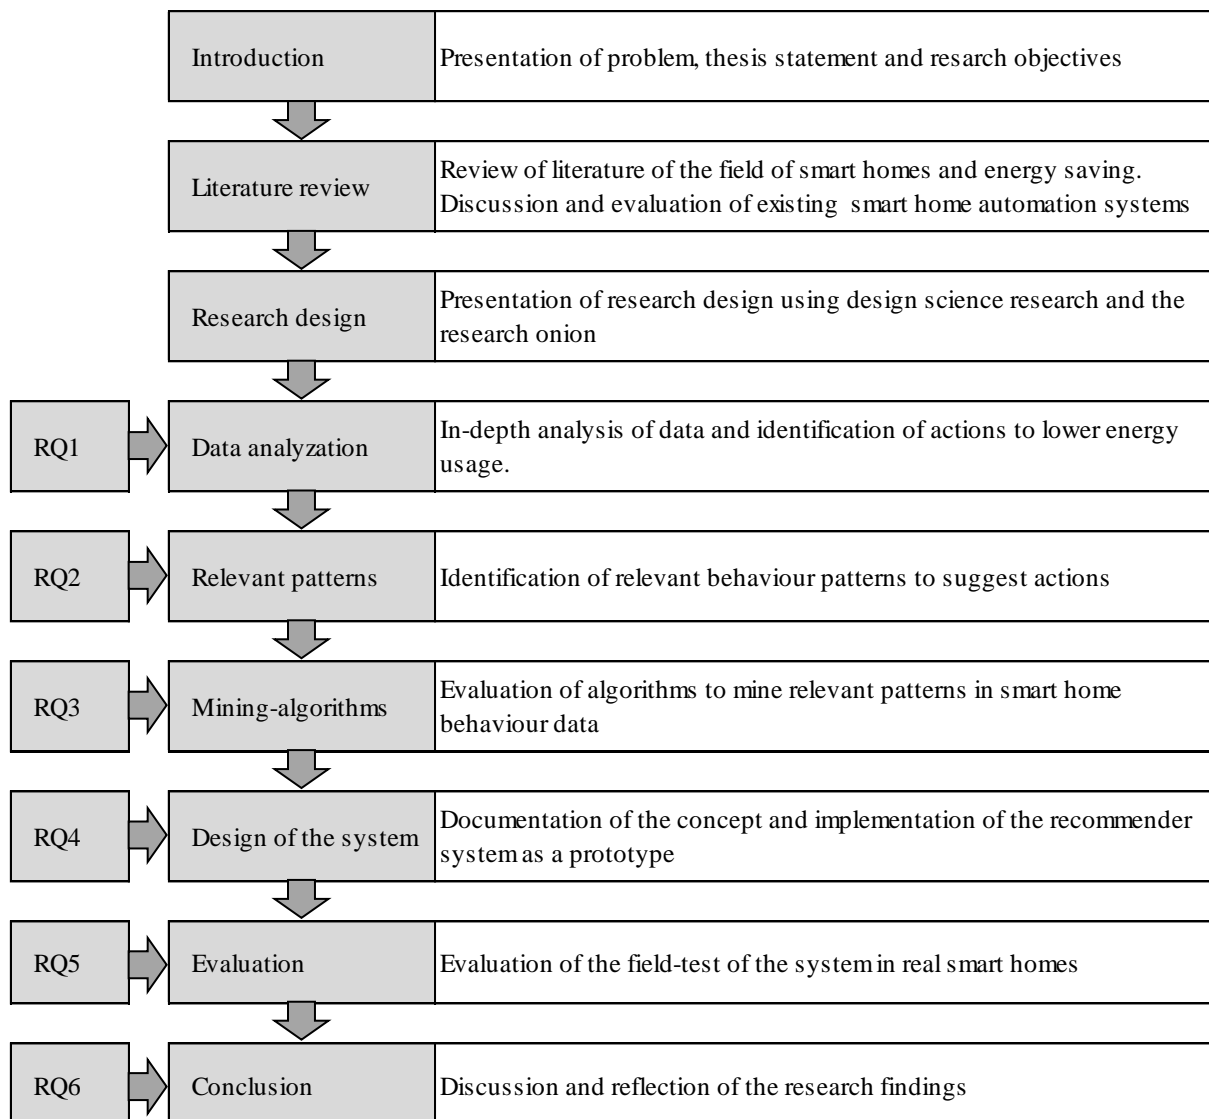 Introduction
Presentation of problem, thesis statement and resarch objectives
Literature review
Review of literature of the field of smart homes and energy saving.
Discussion and evaluation of existing smart home automation systems
Research design
Presentation of research design using design science research and the
research onion
RQ1
Data analyzation
In-depth analysis of data and identification of actions to lower energy
usage.
RQ2
Relevant patterns
Identification of relevant behaviour patterns to suggest actions
RQ3
Mining-algorithms
Evaluation of algorithms to mine relevant patterns in smart home
behaviour data
RQ4
Design of the system
Documentation of the concept and implementation of the recommender
system as a prototype
RQ5
Evaluation
Evaluation of the field-test of the system in real smart homes
RQ6
Conclusion
Discussion and reflection of the research findings